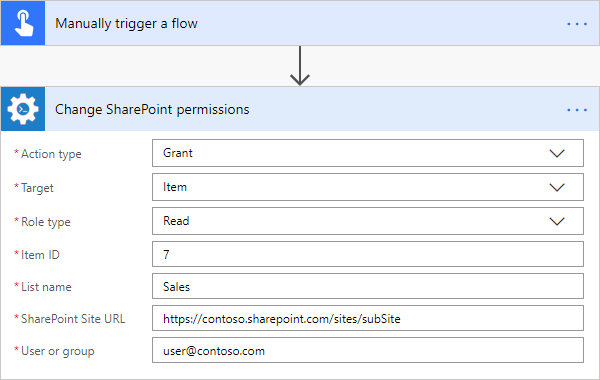 Manually trigger a flow
Change SharePoint permissions
* Action type Grant
* Target Item
* Role type Read
* Item ID 7
* List name Sales
* SharePoint Site URL https://contoso.sharepoint.com/sites/subSite
* User or group user@contoso.com